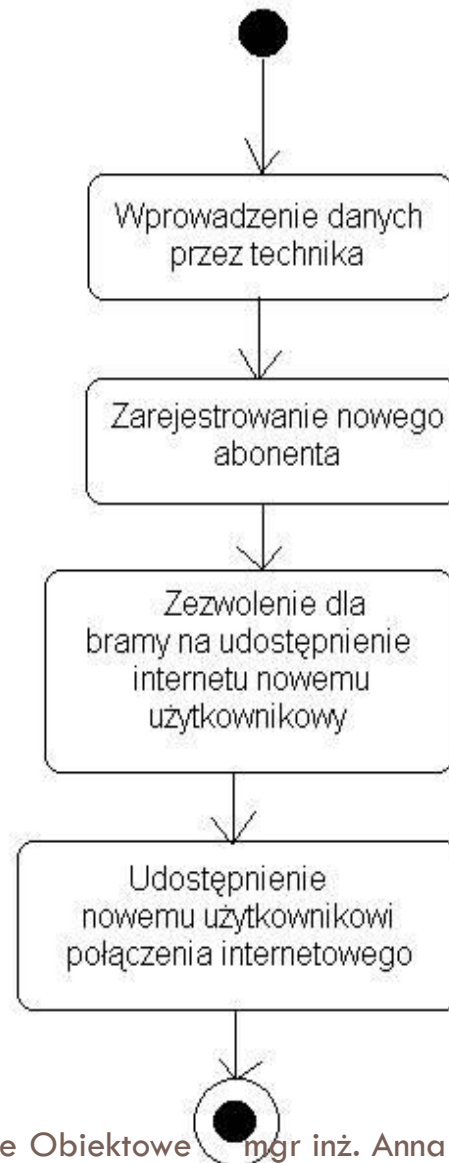 Wprowadzenie danych
przez technika
Zarejestrowanie nowego
abonenta
Zezwolenie dla
bramy na udostępnienie
internetu nowemu
użytkownikowy
Udostępnienie
nowemu użytkownikowi
połączenia internetowego
e Obiektowe mgr inż. Anna